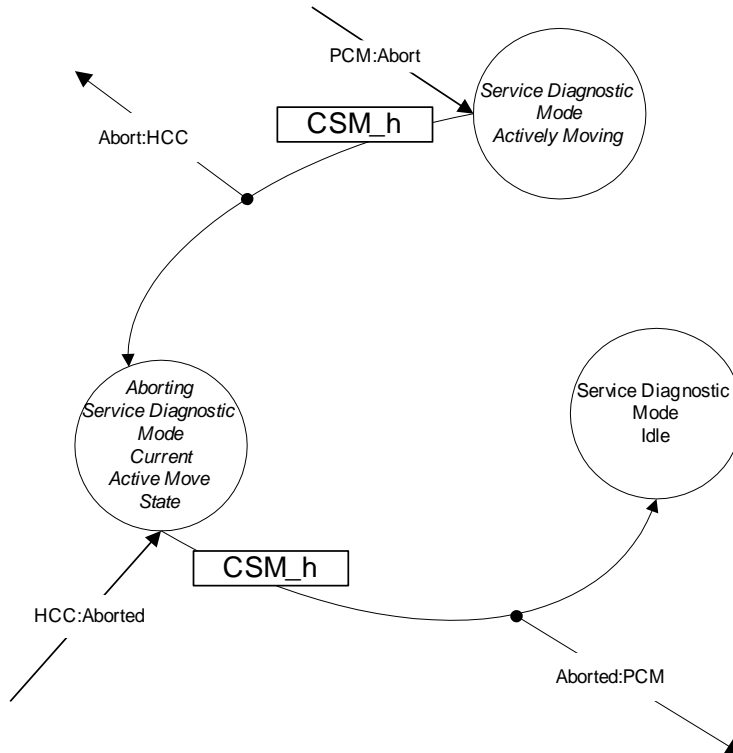 PCM:Abort
Service Diagnostic
Mode
Actively Moving
CSM_h
Abort:HCC
Aborting
Service Diagnostic
Mode
Current
Active Move
State
Service Diagnostic
Mode
Idle
CSM_h
HCC:Aborted
Aborted:PCM